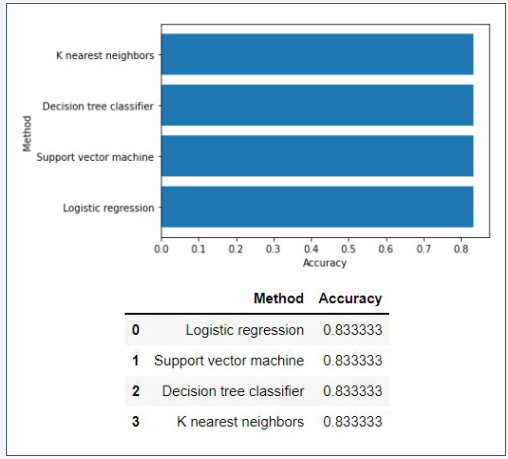 K nearest neighbors
Decision tree classifier
Support vector machine
Logistic regression
Method
0.0 0.1 0.2 0.3 0.4 0.5 0.6 0.7 0.8
Accuracy
Method Accuracy
0 Logistic regression 0.833333
1 Support vector machine 0.833333
2 Decision tree classifier 0.833333
3 K nearest neighbors 0.833333